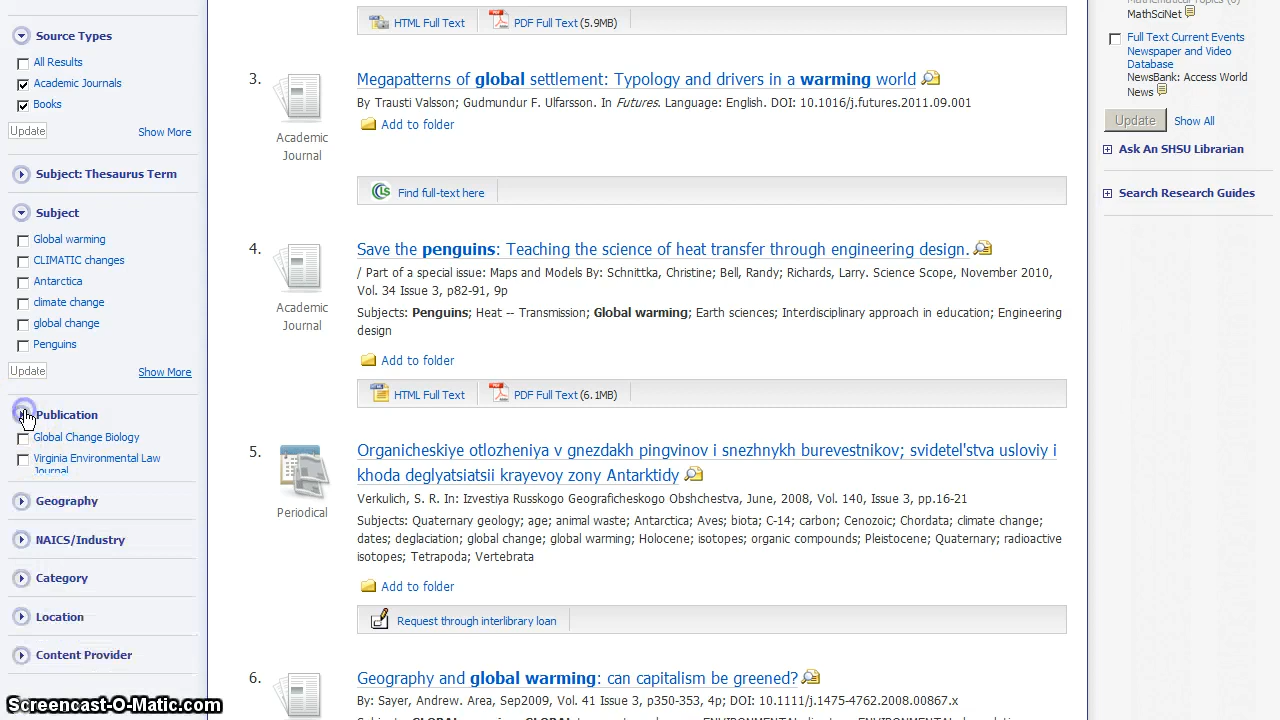 Source Types
All Results
Academic Journals
Books
Update
Show More
Subject: Thesaurus Term
Subject
Global warming
CLIMATIC changes
Antarctica
climate change
global change
Penguins
Update
Show More
Publication
Global Change Biology
Virginia Environmental Law
Journal
Geography
NAICS/Industry
Category
Location
Content Provider
Screencast-O-Matic.com
HTML Full Text
PDF Full Text (5.9MB)
3.
Megapatterns of global settlement: Typology and drivers in a warming world
By Trausti Valsson; Gudmundur F. Ulfarsson. In Futures. Language: English. DOI: 10.1016/j.futures.2011.09.001
Add to folder
Academic
Journal
Find full-text here
4.
Save the penguins: Teaching the science of heat transfer through engineering design.
/ Part of a special issue: Maps and Models By: Schnittka, Christine; Bell, Randy; Richards, Larry. Science Scope, November 2010,
Vol. 34 Issue 3, p82-91, 9p
Subjects: Penguins; Heat -- Transmission; Global warming; Earth sciences; Interdisciplinary approach in education; Engineering
design
Add to folder
Academic
Journal
HTML Full Text
PDF Full Text (6.1MB)
5.
Organicheskiye otlozheniya v gnezdakh pingvinov i snezhnykh burevestnikov; svidetel'stva usloviy i
khoda deglyatsiatsii krayevoy zony Antarktidy
Verkulich, S. R. In: Izvestiya Russkogo Geograficheskogo Obshchestva, June, 2008, Vol. 140, Issue 3, pp.16-21
Subjects: Quaternary geology; age; animal waste; Antarctica; Aves; biota; C-14; carbon; Cenozoic; Chordata; climate change;
dates; deglaciation; global change; global warming; Holocene; isotopes; organic compounds; Pleistocene; Quaternary; radioactive
isotopes; Tetrapoda; Vertebrata
Add to folder
Periodical
Request through interlibrary loan
6.
Geography and global warming: can capitalism be greened?
By: Sayer, Andrew. Area, Sep2009, Vol. 41 Issue 3, p350-353, 4p; DOI: 10.1111/j.1475-4762.2008.00867.x
MathSciNet
Full Text Current Events
Newspaper and Video
Database
NewsBank: Access World
News
Update
Show All
Ask An SHSU Librarian
Search Research Guides